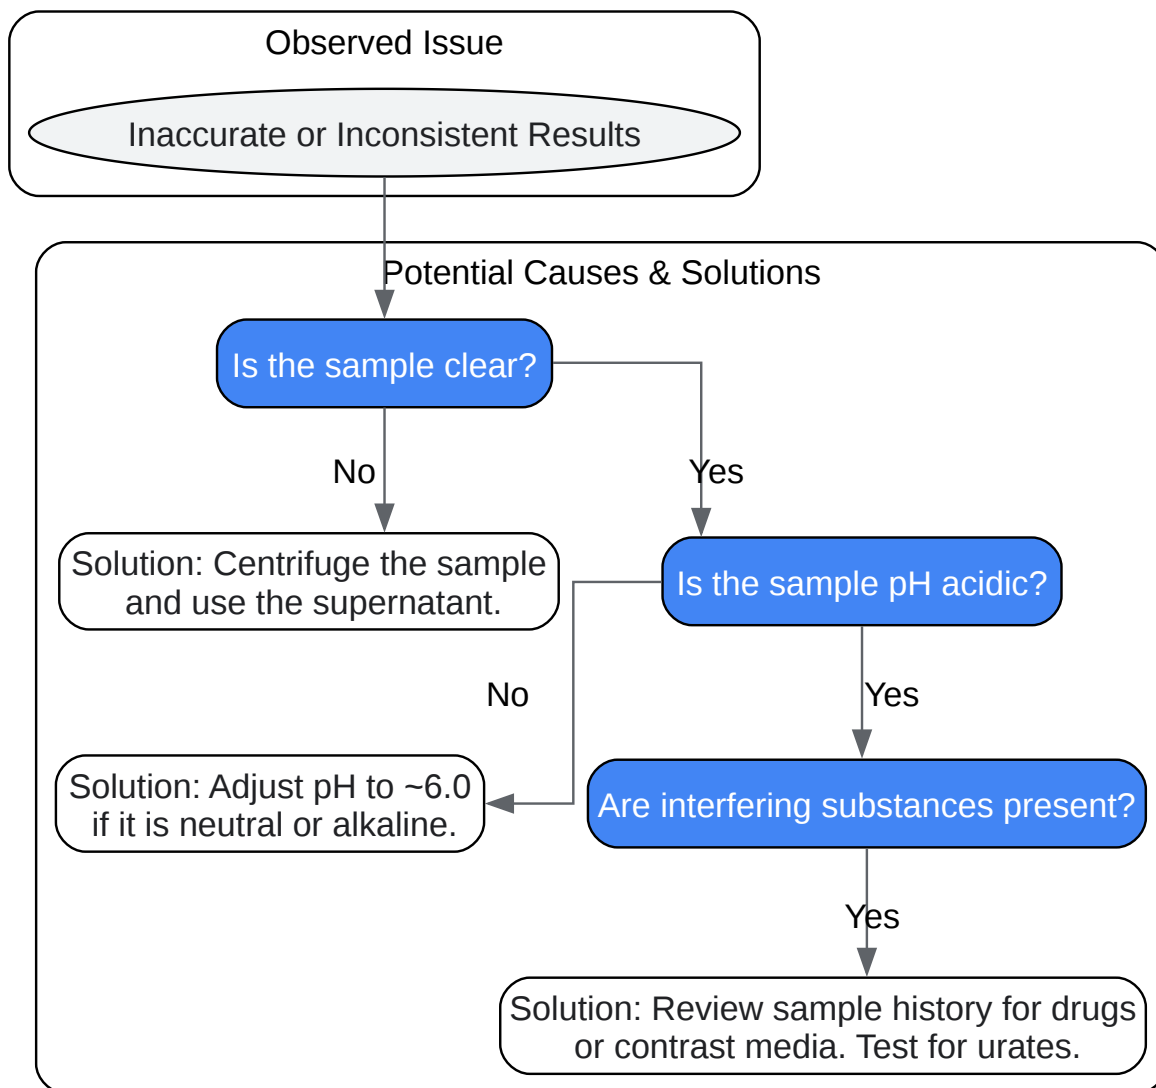 Observed Issue
Inaccurate or Inconsistent Results
Potential Causes & Solutions
Is the sample clear?
No
Yes
Solution: Centrifuge the sample
and use the supernatant.
Is the sample pH acidic?
No
Yes
Solution: Adjust pH to ~6.0
if it is neutral or alkaline.
Are interfering substances present?
Yes
Solution: Review sample history for drugs
or contrast media. Test for urates.